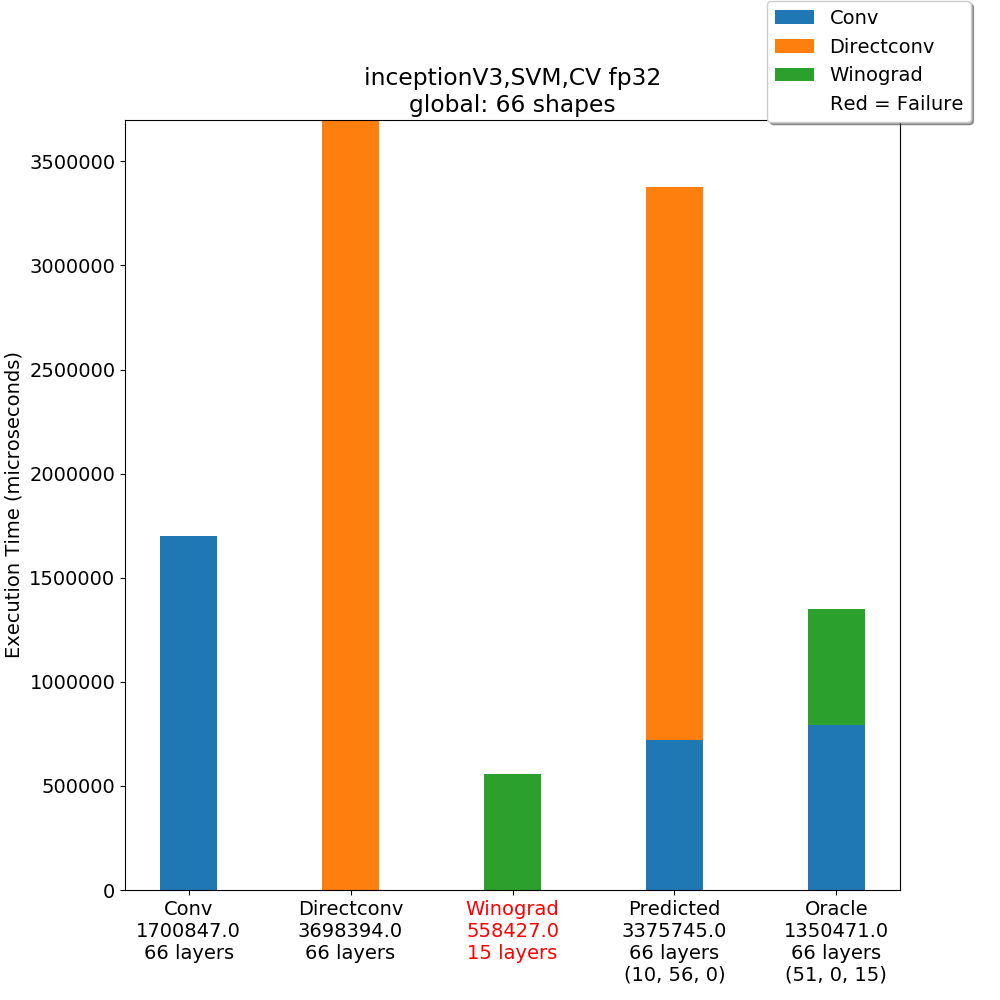 Conv
Directconv
Winograd
Red = Failure
inceptionV3,SVM,CV fp32
global: 66 shapes
Execution Time (microseconds)
3500000
3000000
2500000
2000000
1500000
1000000
500000
0
Conv
1700847.0
66 layers
Directconv
3698394.0
66 layers
Winograd
558427.0
15 layers
Predicted
3375745.0
66 layers
(10, 56, 0)
Oracle
1350471.0
66 layers
(51, 0, 15)